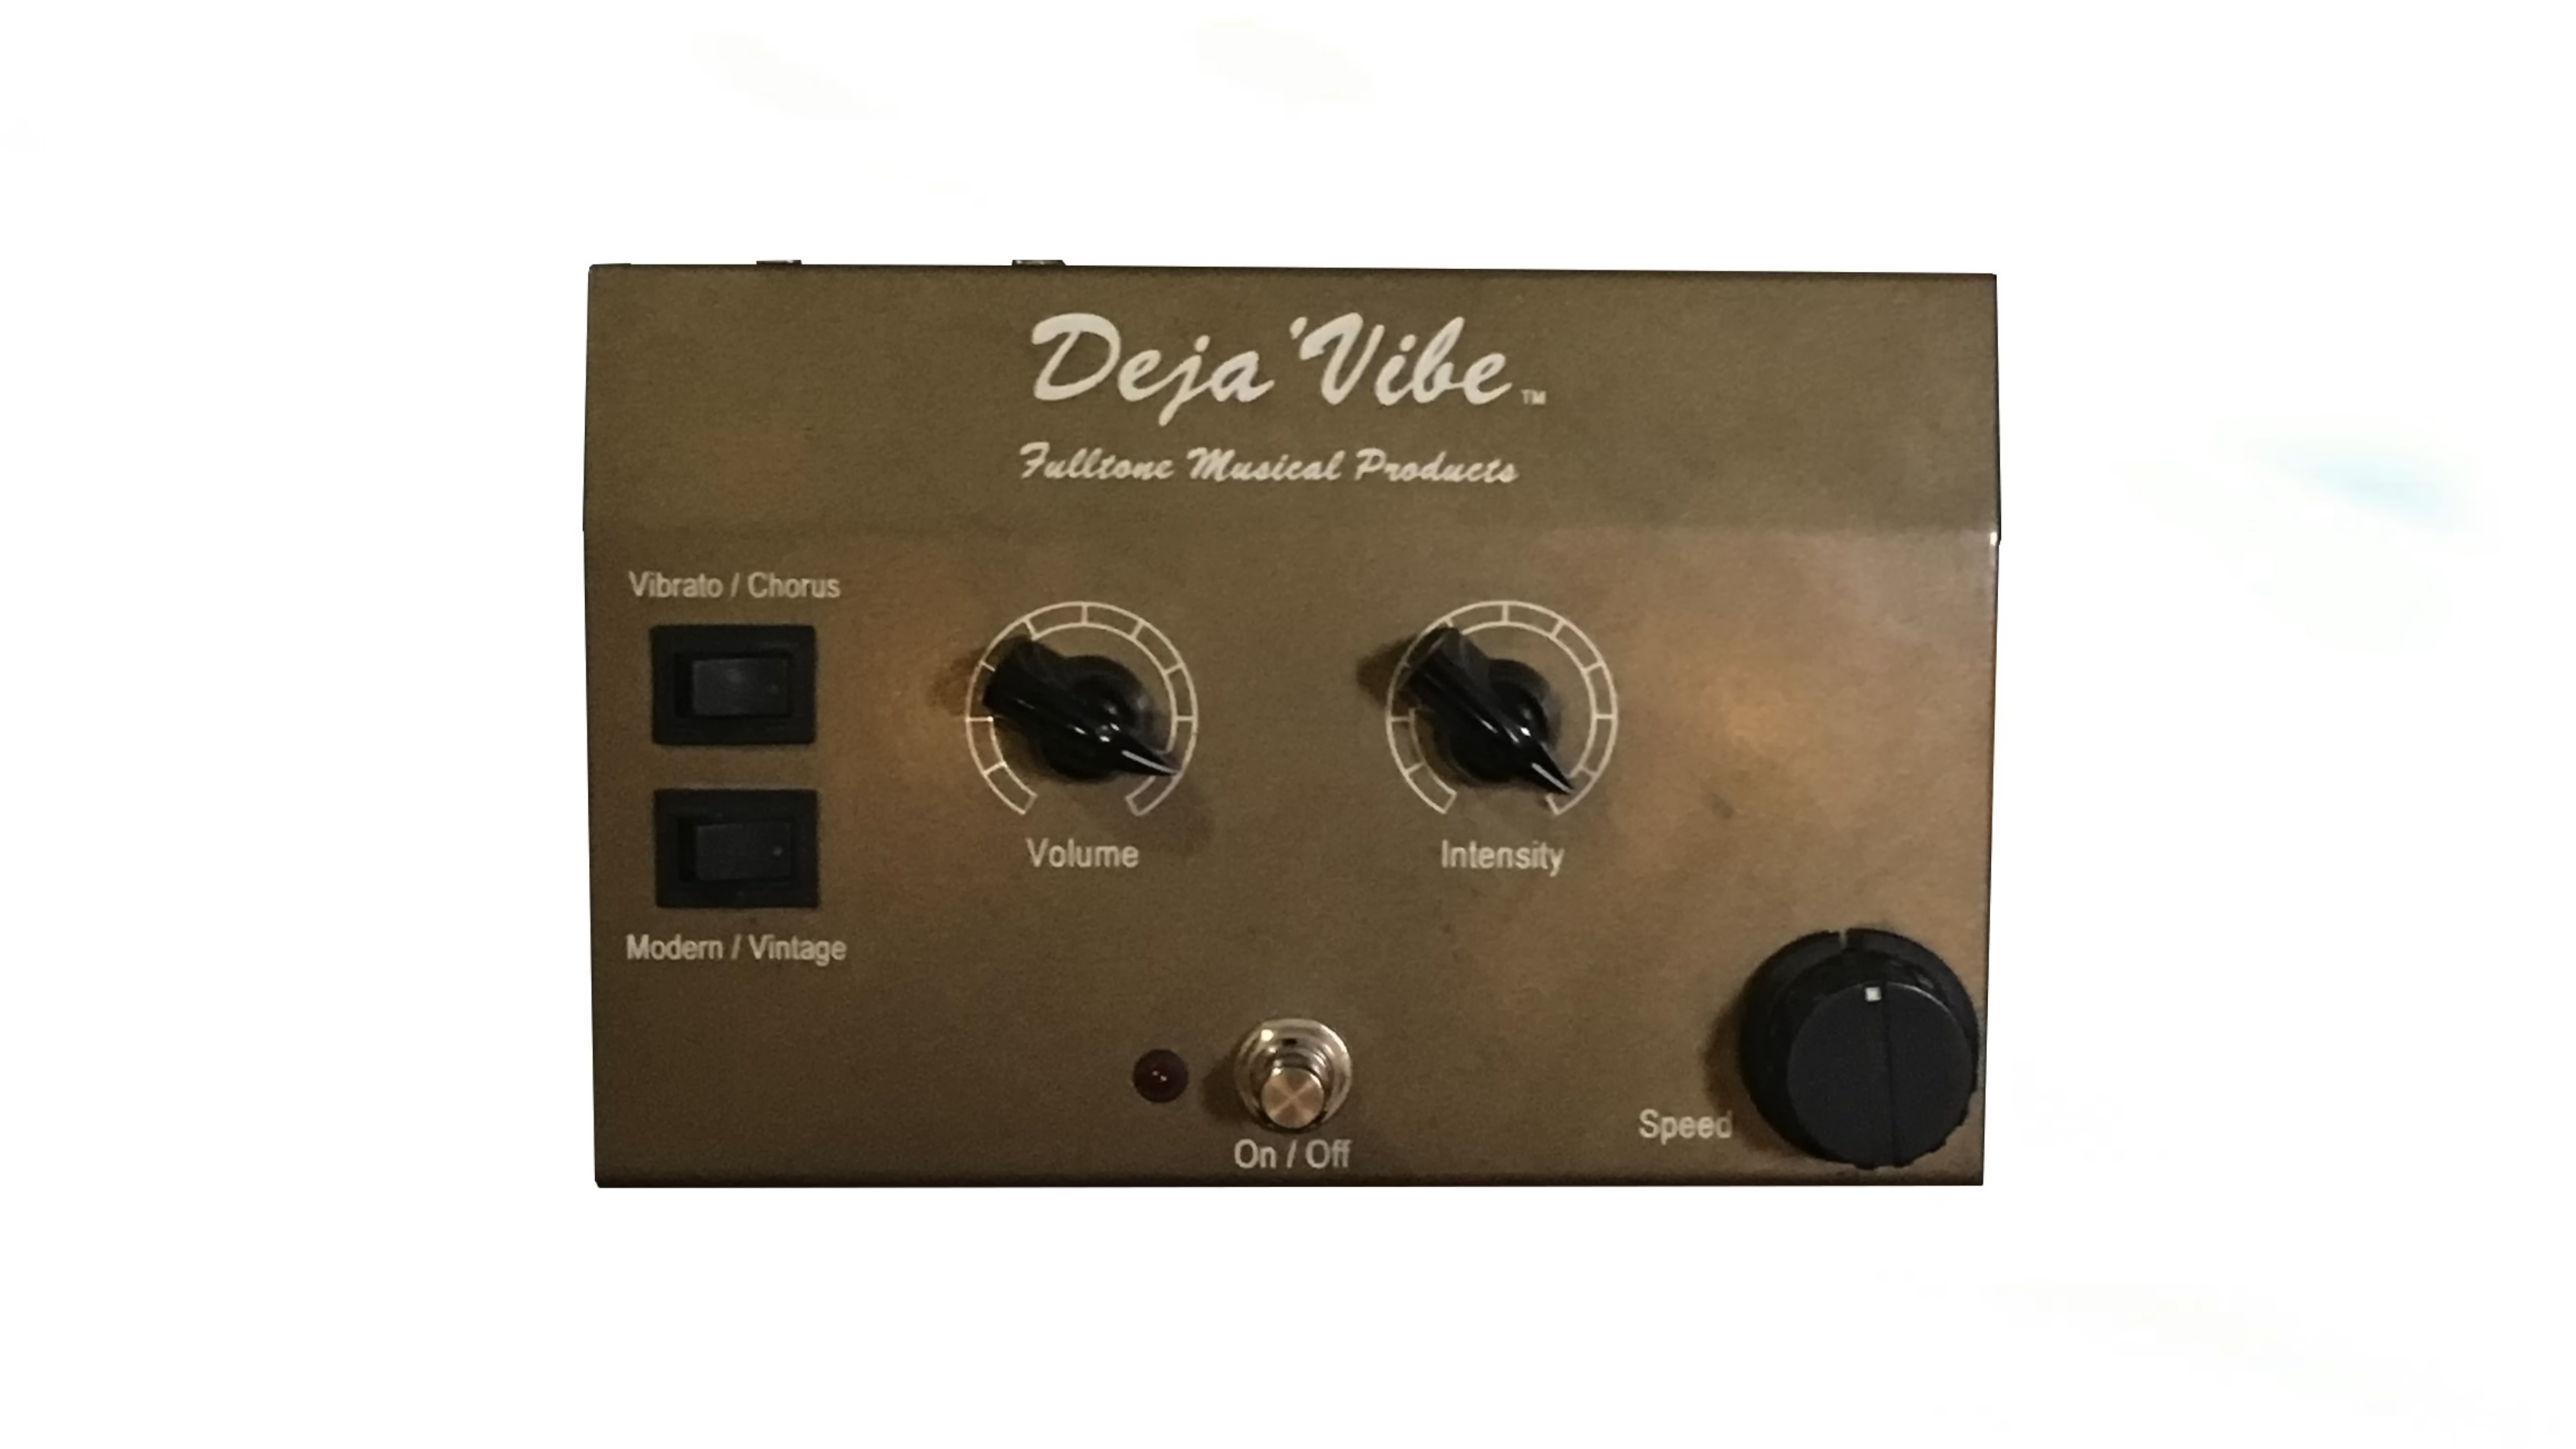 Deja 'Vibe™
Fulltone Musical Products
Vibrato / Chorus
Volume
Intensity
Modern / Vintage
Speed
On / Off